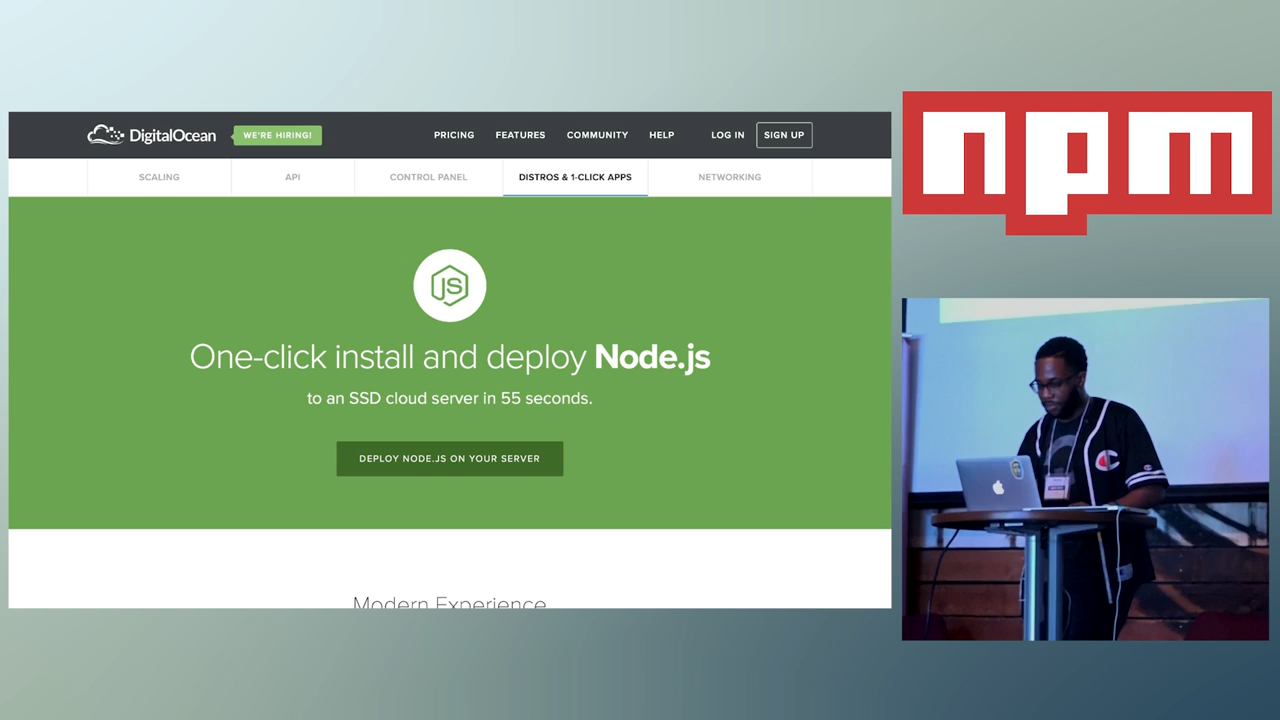 DigitalOcean
WE'RE HIRING!
PRICING
FEATURES
COMMUNITY
HELP
LOG IN
SIGN UP
SCALING
API
CONTROL PANEL
DISTROS & 1-CLICK APPS
NETWORKING
JS
One-click install and deploy Node.js
to an SSD cloud server in 55 seconds.
DEPLOY NODE.JS ON YOUR SERVER
Modern Experience
npm